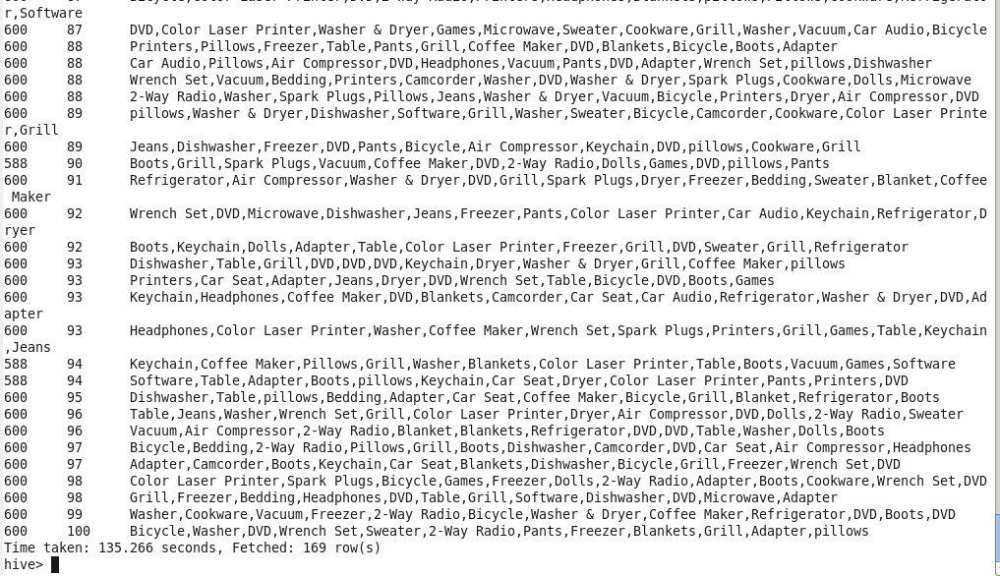 r,Software
600     87      DVD,Color Laser Printer,Washer & Dryer,Games,Microwave,Sweater,Cookware,Grill,Washer,Vacuum,Car Audio,Bicycle
600     88      Printers,Pillows,Freezer,Table,Pants,Grill,Coffee Maker,DVD,Blankets,Bicycle,Boots,Adapter
600     88      Car Audio,Pillows,Air Compressor,DVD,Headphones,Vacuum,Pants,DVD,Adapter,Wrench Set,pillows,Dishwasher
600     88      Wrench Set,Vacuum,Bedding,Printers,Camcorder,Washer,DVD,Washer & Dryer,Spark Plugs,Cookware,Dolls,Microwave
600     88      2-Way Radio,Washer,Spark Plugs,Pillows,Jeans,Washer & Dryer,Vacuum,Bicycle,Printers,Dryer,Air Compressor,DVD
600     89      pillows,Washer & Dryer,Dishwasher,Software,Grill,Washer,Sweater,Bicycle,Camcorder,Cookware,Color Laser Printe
r,Grill
600     89      Jeans,Dishwasher,Freezer,DVD,Pants,Bicycle,Air Compressor,Keychain,DVD,pillows,Cookware,Grill
588     90      Boots,Grill,Spark Plugs,Vacuum,Coffee Maker,DVD,2-Way Radio,Dolls,Games,DVD,pillows,Pants
600     91      Refrigerator,Air Compressor,Washer & Dryer,DVD,Grill,Spark Plugs,Dryer,Freezer,Bedding,Sweater,Blanket,Coffee
 Maker
600     92      Wrench Set,DVD,Microwave,Dishwasher,Jeans,Freezer,Pants,Color Laser Printer,Car Audio,Keychain,Refrigerator,D
ryer
600     92      Boots,Keychain,Dolls,Adapter,Table,Color Laser Printer,Freezer,Grill,DVD,Sweater,Grill,Refrigerator
600     93      Dishwasher,Table,Grill,DVD,DVD,DVD,Keychain,Dryer,Washer & Dryer,Grill,Coffee Maker,pillows
600     93      Printers,Car Seat,Adapter,Jeans,Dryer,DVD,Wrench Set,Table,Bicycle,DVD,Boots,Games
600     93      Keychain,Headphones,Coffee Maker,DVD,Blankets,Camcorder,Car Seat,Car Audio,Refrigerator,Washer & Dryer,DVD,Ad
apter
600     93      Headphones,Color Laser Printer,Washer,Coffee Maker,Wrench Set,Spark Plugs,Printers,Grill,Games,Table,Keychain
,Jeans
588     94      Keychain,Coffee Maker,Pillows,Grill,Washer,Blankets,Color Laser Printer,Table,Boots,Vacuum,Games,Software
588     94      Software,Table,Adapter,Boots,pillows,Keychain,Car Seat,Dryer,Color Laser Printer,Pants,Printers,DVD
600     95      Dishwasher,Table,pillows,Bedding,Adapter,Car Seat,Coffee Maker,Bicycle,Grill,Blanket,Refrigerator,Boots
600     96      Table,Jeans,Washer,Wrench Set,Grill,Color Laser Printer,Dryer,Air Compressor,DVD,Dolls,2-Way Radio,Sweater
600     96      Vacuum,Air Compressor,2-Way Radio,Blanket,Blankets,Refrigerator,DVD,DVD,Table,Washer,Dolls,Boots
600     97      Bicycle,Bedding,2-Way Radio,Pillows,Grill,Boots,Dishwasher,Camcorder,DVD,Car Seat,Air Compressor,Headphones
600     97      Adapter,Camcorder,Boots,Keychain,Car Seat,Blankets,Dishwasher,Bicycle,Grill,Freezer,Wrench Set,DVD
600     98      Color Laser Printer,Spark Plugs,Bicycle,Games,Freezer,Dolls,2-Way Radio,Adapter,Boots,Cookware,Wrench Set,DVD
600     98      Grill,Freezer,Bedding,Headphones,DVD,Table,Grill,Software,Dishwasher,DVD,Microwave,Adapter
600     99      Washer,Cookware,Vacuum,Freezer,2-Way Radio,Bicycle,Washer & Dryer,Coffee Maker,Refrigerator,DVD,Boots,DVD
600     100     Bicycle,Washer,DVD,Wrench Set,Sweater,2-Way Radio,Pants,Freezer,Blankets,Grill,Adapter,pillows
Time taken: 135.266 seconds, Fetched: 169 row(s)
hive>